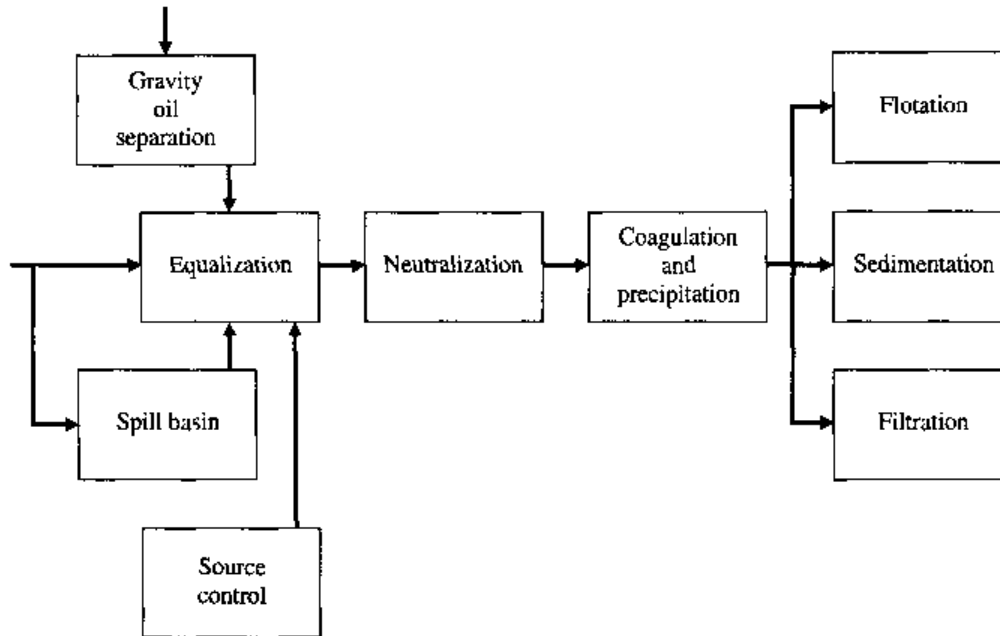 Gravity
oil
separation
Flotation
Equalization
Neutralization
Coagulation
and
precipitation
Sedimentation
Spill basin
Filtration
Source
control